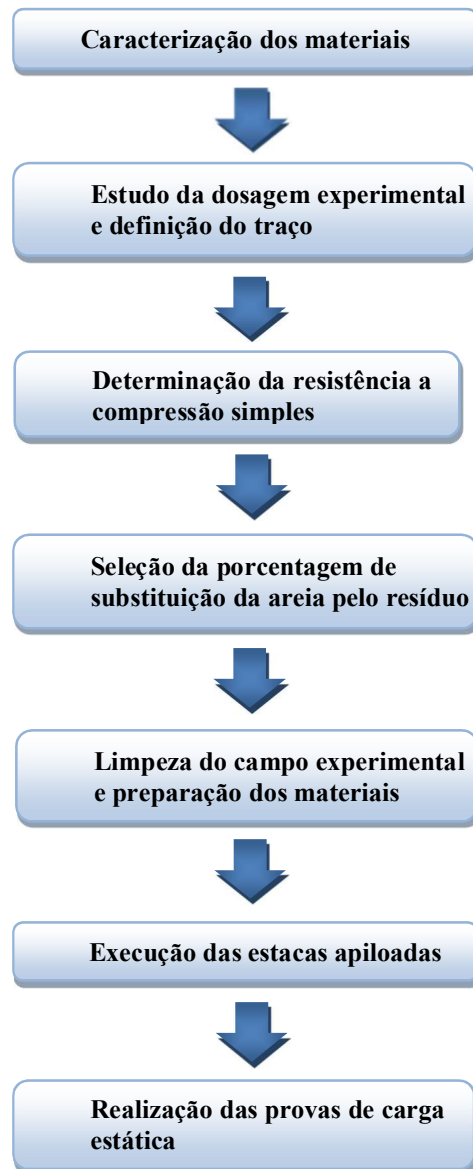 Caracterização dos materiais
Estudo da dosagem experimental
e definição do traço
Determinação da resistência a
compressão simples
Seleção da porcentagem de
substituição da areia pelo resíduo
Limpeza do campo experimental
e preparação dos materiais
Execução das estacas apiloadas
Realização das provas de carga
estática